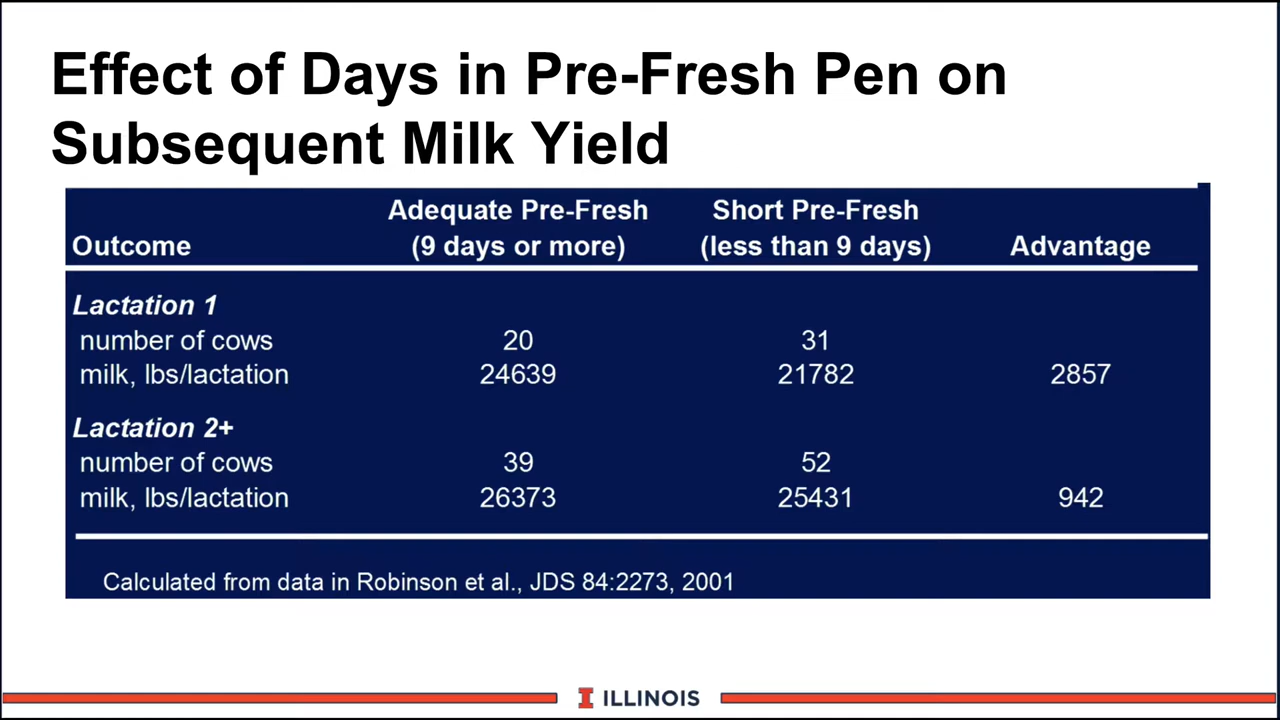 Effect of Days in Pre-Fresh Pen on
Subsequent Milk Yield
Adequate Pre-Fresh Short Pre-Fresh
Outcome (9 days or more) (less than 9 days) Advantage
Lactation 1
number of cows 20 31
milk, lbs/lactation 24639 21782 2857
Lactation 2+
number of cows 39 52
milk, lbs/lactation 26373 25431 942
Calculated from data in Robinson et al., JDS 84:2273, 2001
I ILLINOIS